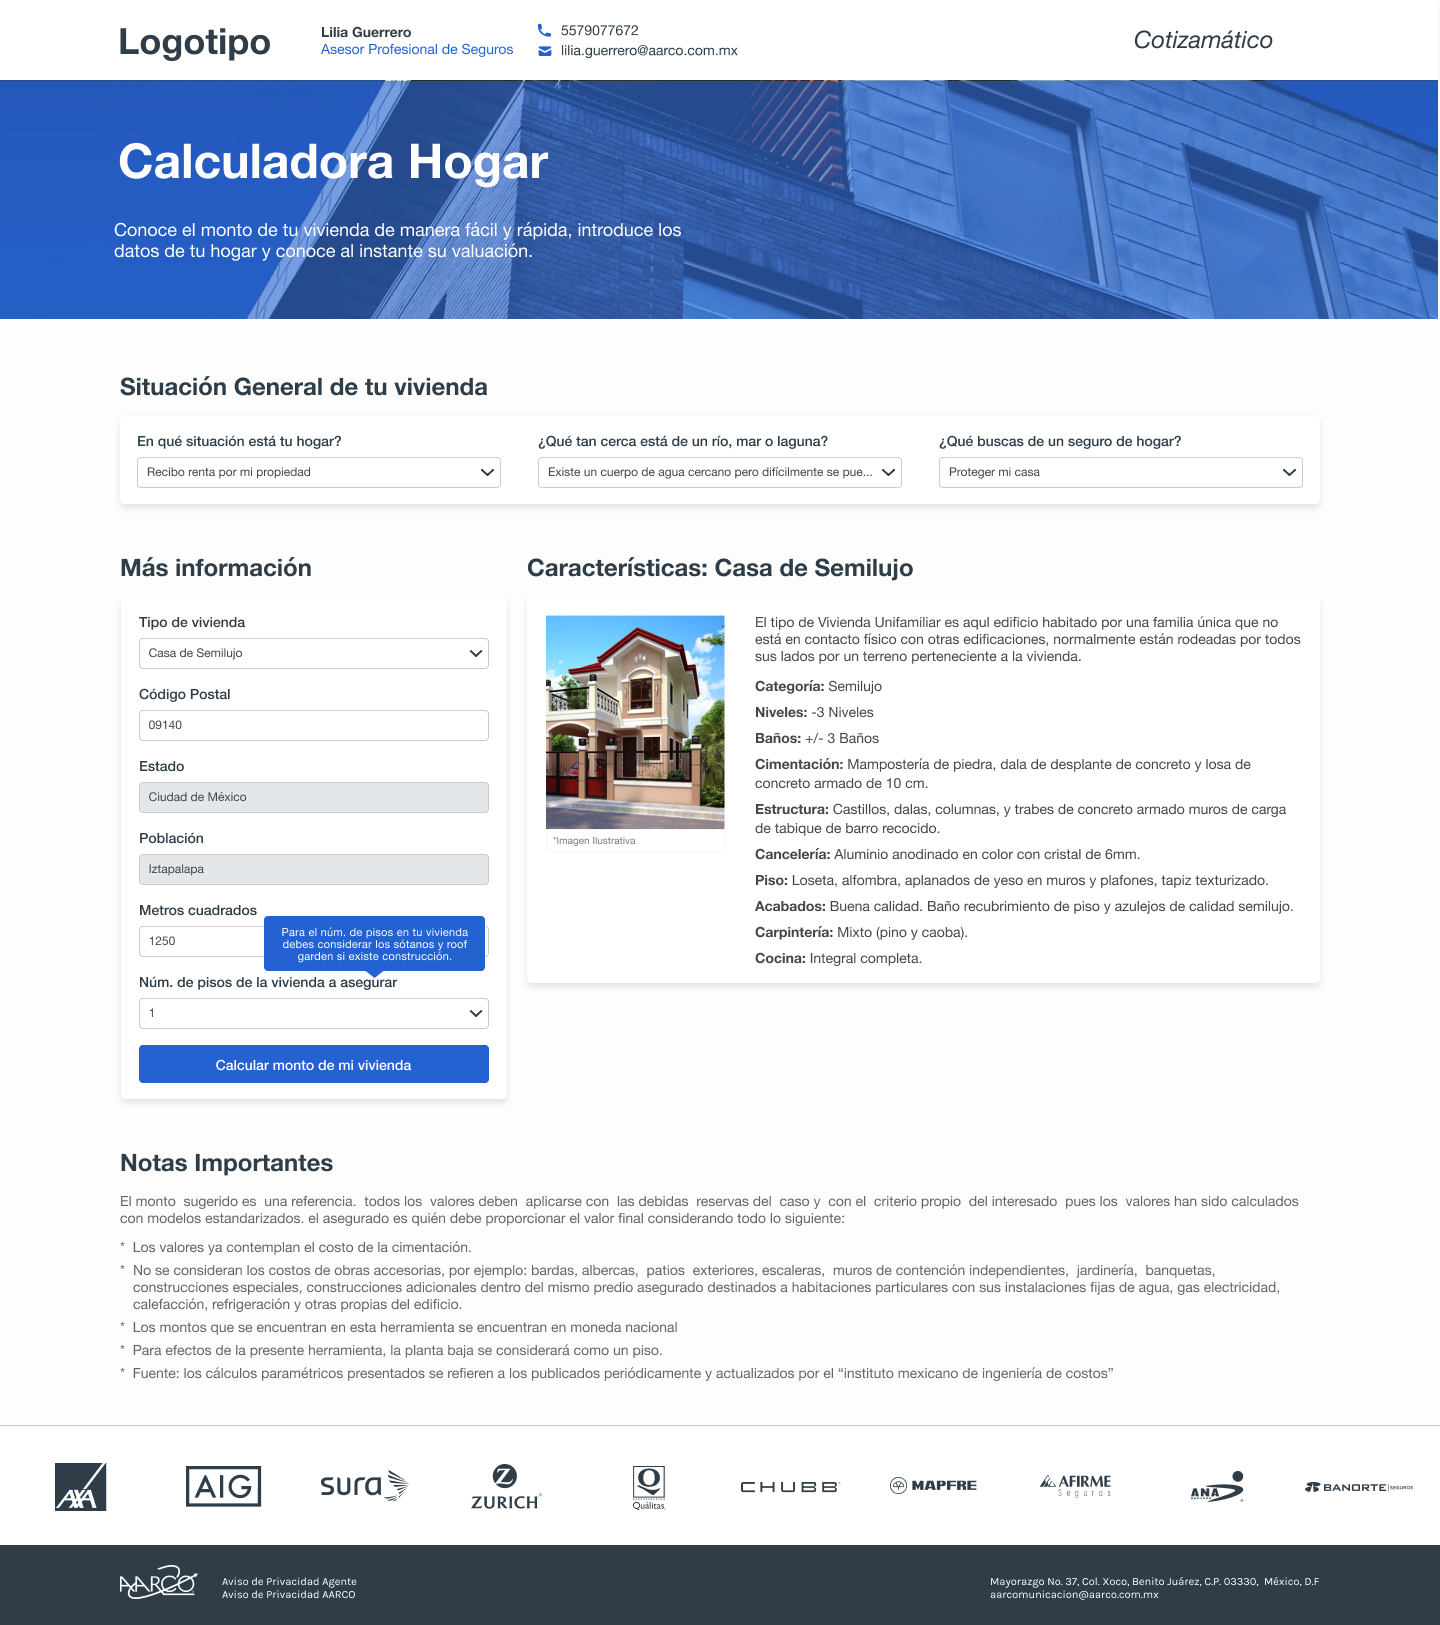 Logotipo
Lilia Guerrero
Asesor Profesional de Seguros
5579077672
lilia.guerrero@aarco.com.mx
Cotizamático
Calculadora Hogar
Conoce el monto de tu vivienda de manera fácil y rápida, introduce los
datos de tu hogar y conoce al instante su valuación.
Situación General de tu vivienda
En qué situación está tu hogar?
Recibo renta por mi propiedad
¿Qué tan cerca está de un río, mar o laguna?
Existe un cuerpo de agua cercano pero difícilmente se pue...
¿Qué buscas de un seguro de hogar?
Proteger mi casa
Más información
Tipo de vivienda
Casa de Semilujo
Código Postal
09140
Estado
Ciudad de México
Población
Iztapalapa
Metros cuadrados
1250
Para el núm. de pisos en tu vivienda
debes considerar los sótanos y roof
garden si existe construcción.
Núm. de pisos de la vivienda a asegurar
1
Calcular monto de mi vivienda
Características: Casa de Semilujo
*Imagen Ilustrativa
El tipo de Vivienda Unifamiliar es aqul edificio habitado por una familia única que no
está en contacto físico con otras edificaciones, normalmente están rodeadas por todos
sus lados por un terreno perteneciente a la vivienda.
Categoría: Semilujo
Niveles: -3 Niveles
Baños: +/- 3 Baños
Cimentación: Mampostería de piedra, dala de desplante de concreto y losa de
concreto armado de 10 cm.
Estructura: Castillos, dalas, columnas, y trabes de concreto armado muros de carga
de tabique de barro recocido.
Cancelería: Aluminio anodinado en color con cristal de 6mm.
Piso: Loseta, alfombra, aplanados de yeso en muros y plafones, tapiz texturizado.
Acabados: Buena calidad. Baño recubrimiento de piso y azulejos de calidad semilujo.
Carpintería: Mixto (pino y caoba).
Cocina: Integral completa.
Notas Importantes
El monto sugerido es una referencia. todos los valores deben aplicarse con las debidas reservas del caso y con el criterio propio del interesado pues los valores han sido calculados
con modelos estandarizados. el asegurado es quién debe proporcionar el valor final considerando todo lo siguiente:
* Los valores ya contemplan el costo de la cimentación.
* No se consideran los costos de obras accesorias, por ejemplo: bardas, albercas, patios exteriores, escaleras, muros de contención independientes, jardinería, banquetas,
construcciones especiales, construcciones adicionales dentro del mismo predio asegurado destinados a habitaciones particulares con sus instalaciones fijas de agua, gas electricidad,
calefacción, refrigeración y otras propias del edificio.
* Los montos que se encuentran en esta herramienta se encuentran en moneda nacional
* Para efectos de la presente herramienta, la planta baja se considerará como un piso.
* Fuente: los cálculos paramétricos presentados se refieren a los publicados periódicamente y actualizados por el “instituto mexicano de ingeniería de costos”
AXA
AIG
sura
Z
ZURICH
Q
Quálitas
CHUBB
MAPFRE
AFIRME
Seguros
ANA
SEGUROS
BANORTE SEGUROS
AARCO
Aviso de Privacidad Agente
Aviso de Privacidad AARCO
Mayorazgo No. 37, Col. Xoco, Benito Juárez, C.P. 03330, México, D.F
aarcomunicacion@aarco.com.mx